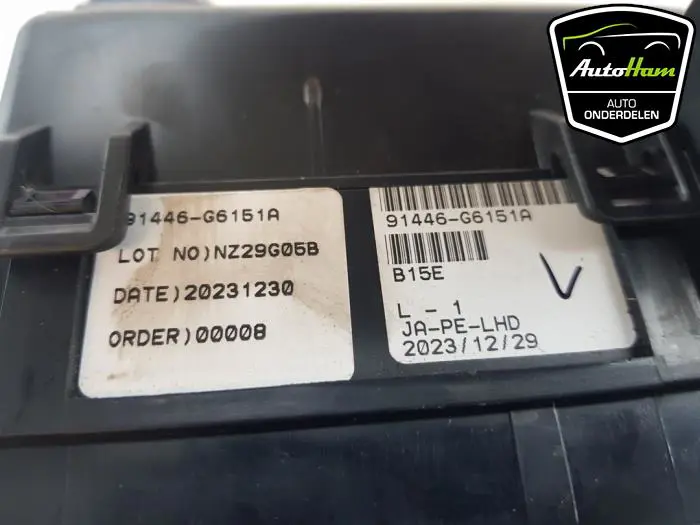 AutoHam
AUTO
ONDERDELEN
91446-G6151A
LOT NO)NZ29G05B
DATE)20231230
ORDER)00008
91446-G6151A
B15E
V
L - 1
JA-PE-LHD
2023/12/29